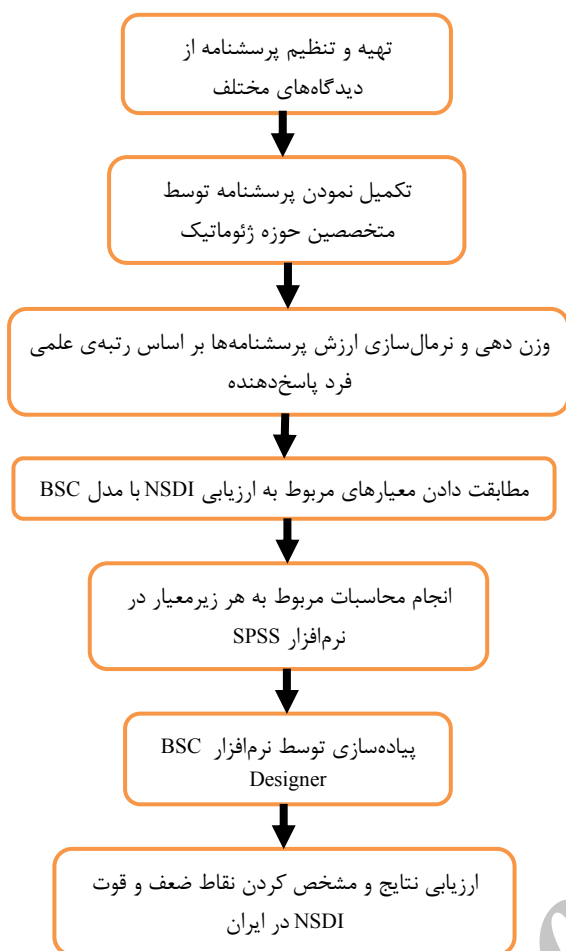 تهیه و تنظیم پرسشنامه از
دیدگاه‌های مختلف
تکمیل نمودن پرسشنامه توسط
متخصصین حوزه ژئوماتیک
وزن دهی و نرمال‌سازی ارزش پرسشنامه‌ها بر اساس رتبه‌ی علمی
فرد پاسخ‌دهنده
مطابقت دادن معیارهای مربوط به ارزیابی NSDI با مدل BSC
انجام محاسبات مربوط به هر زیرمعیار در
نرم‌افزار SPSS
پیاده‌سازی توسط نرم‌افزار BSC
Designer
ارزیابی نتایج و مشخص کردن نقاط ضعف و قوت
NSDI در ایران